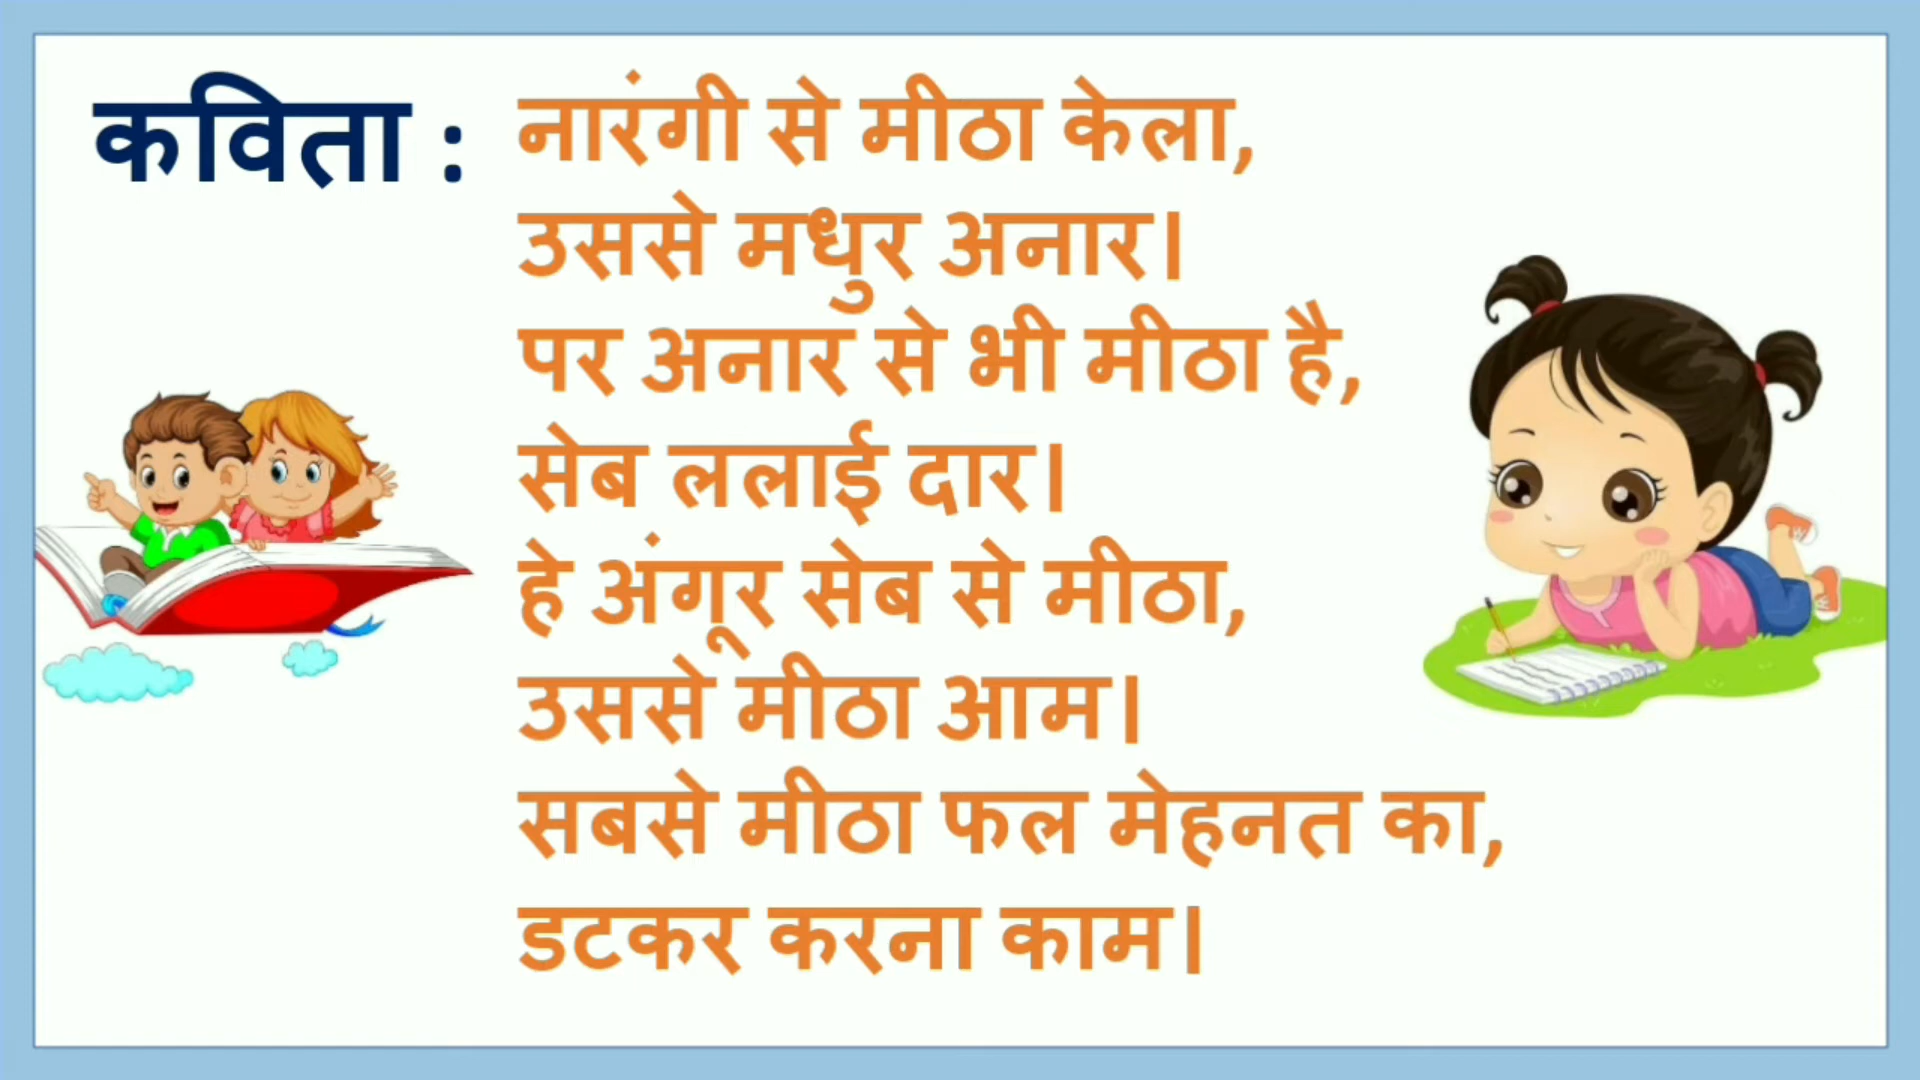 कविता :
नारंगी से मीठा केला,
उससे मधुर अनार।
पर अनार से भी मीठा है,
सेब ललाई दार।
हे अंगूर सेब से मीठा,
उससे मीठा आम।
सबसे मीठा फल मेहनत का,
डटकर करना काम।